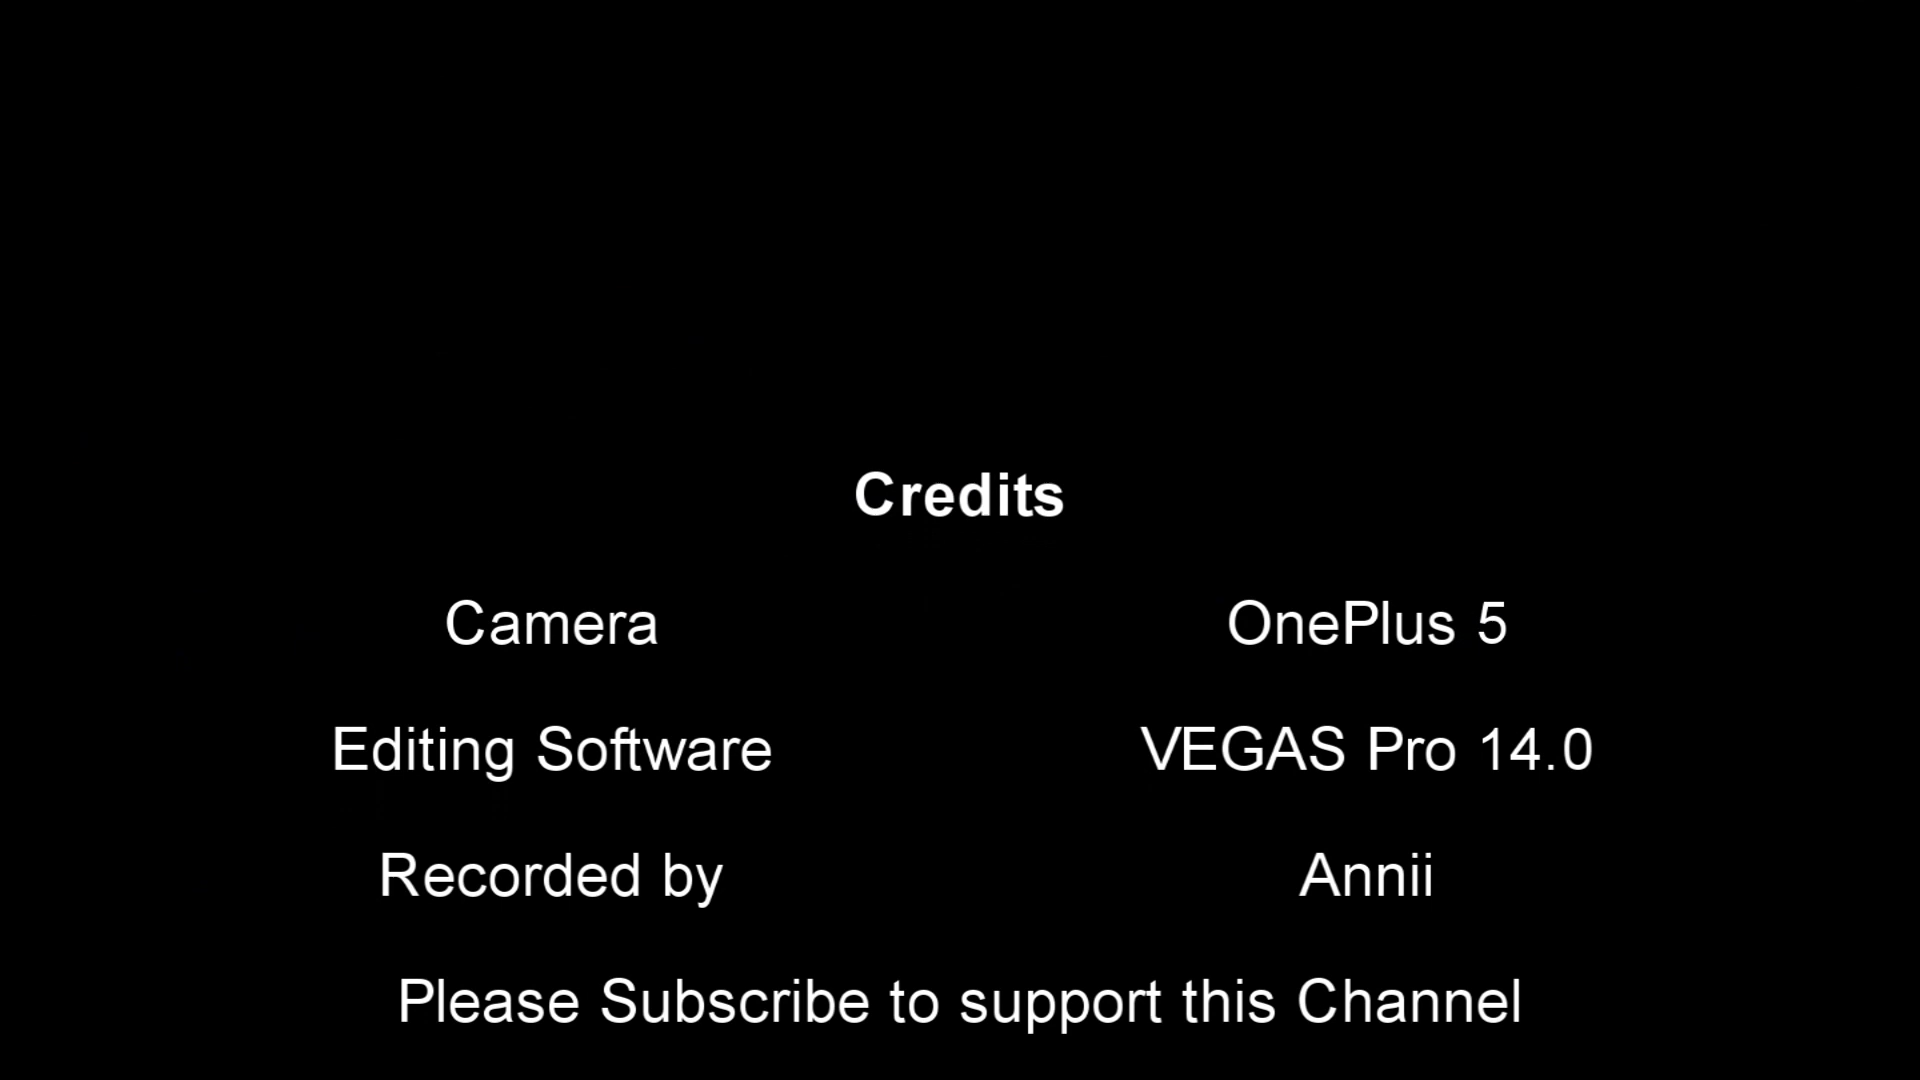 Credits
Camera OnePlus 5
Editing Software VEGAS Pro 14.0
Recorded by Annii
Please Subscribe to support this Channel